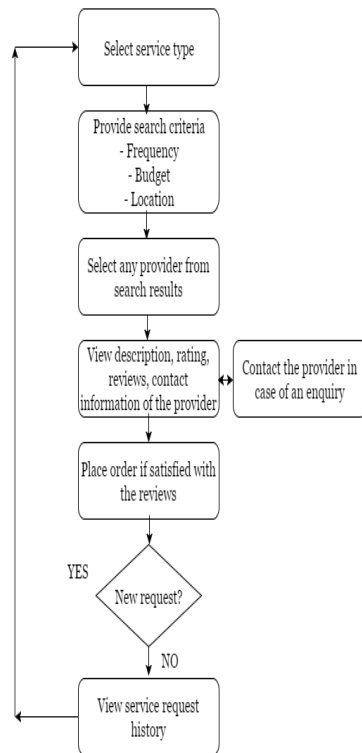 Select service type
Provide search criteria
- Frequency
- Budget
- Location
Select any provider from
search results
View description, rating,
reviews, contact
information of the provider
Contact the provider in
case of an enquiry
Place order if satisfied with
the reviews
YES
New request?
NO
View service request
history